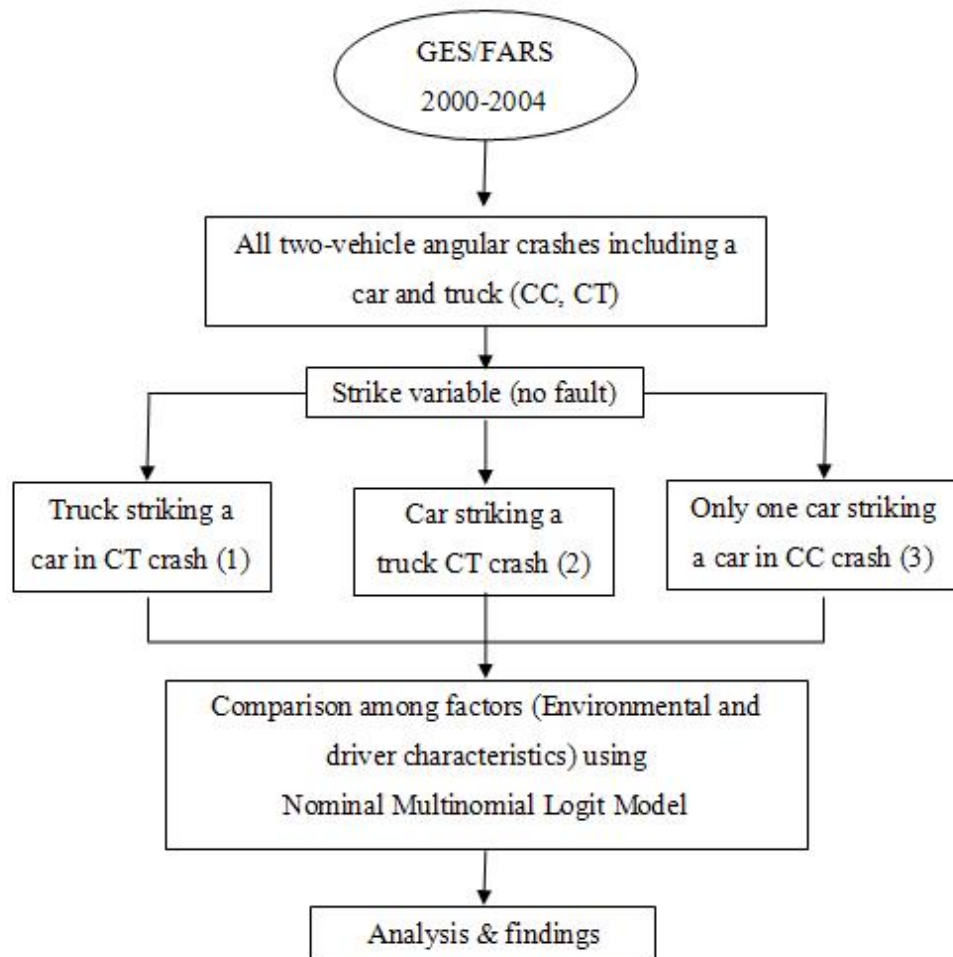 GES/FARS
2000-2004
All two-vehicle angular crashes including a
car and truck (CC, CT)
Strike variable (no fault)
Truck striking a
car in CT crash (1)
Car striking a
truck CT crash (2)
Only one car striking
a car in CC crash (3)
Comparison among factors (Environmental and
driver characteristics) using
Nominal Multinomial Logit Model
Analysis & findings